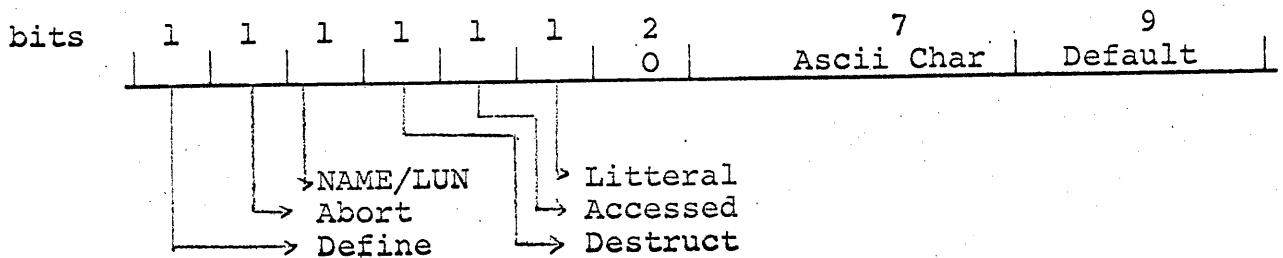 bits 1 1 1 1 1 1 2 7 9
0 Ascii Char Default
NAME/LUN Litteral
Abort Accessed
Define Destruct